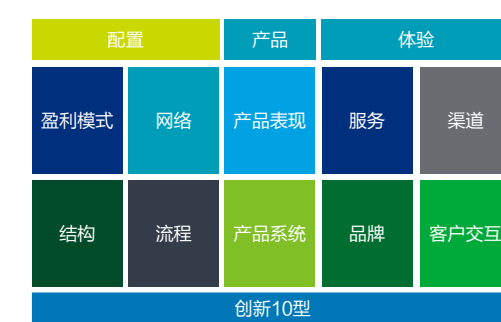 配置
产品
体验
盈利模式
网络
产品表现
服务
渠道
结构
流程
产品系统
品牌
客户交互
创新10型